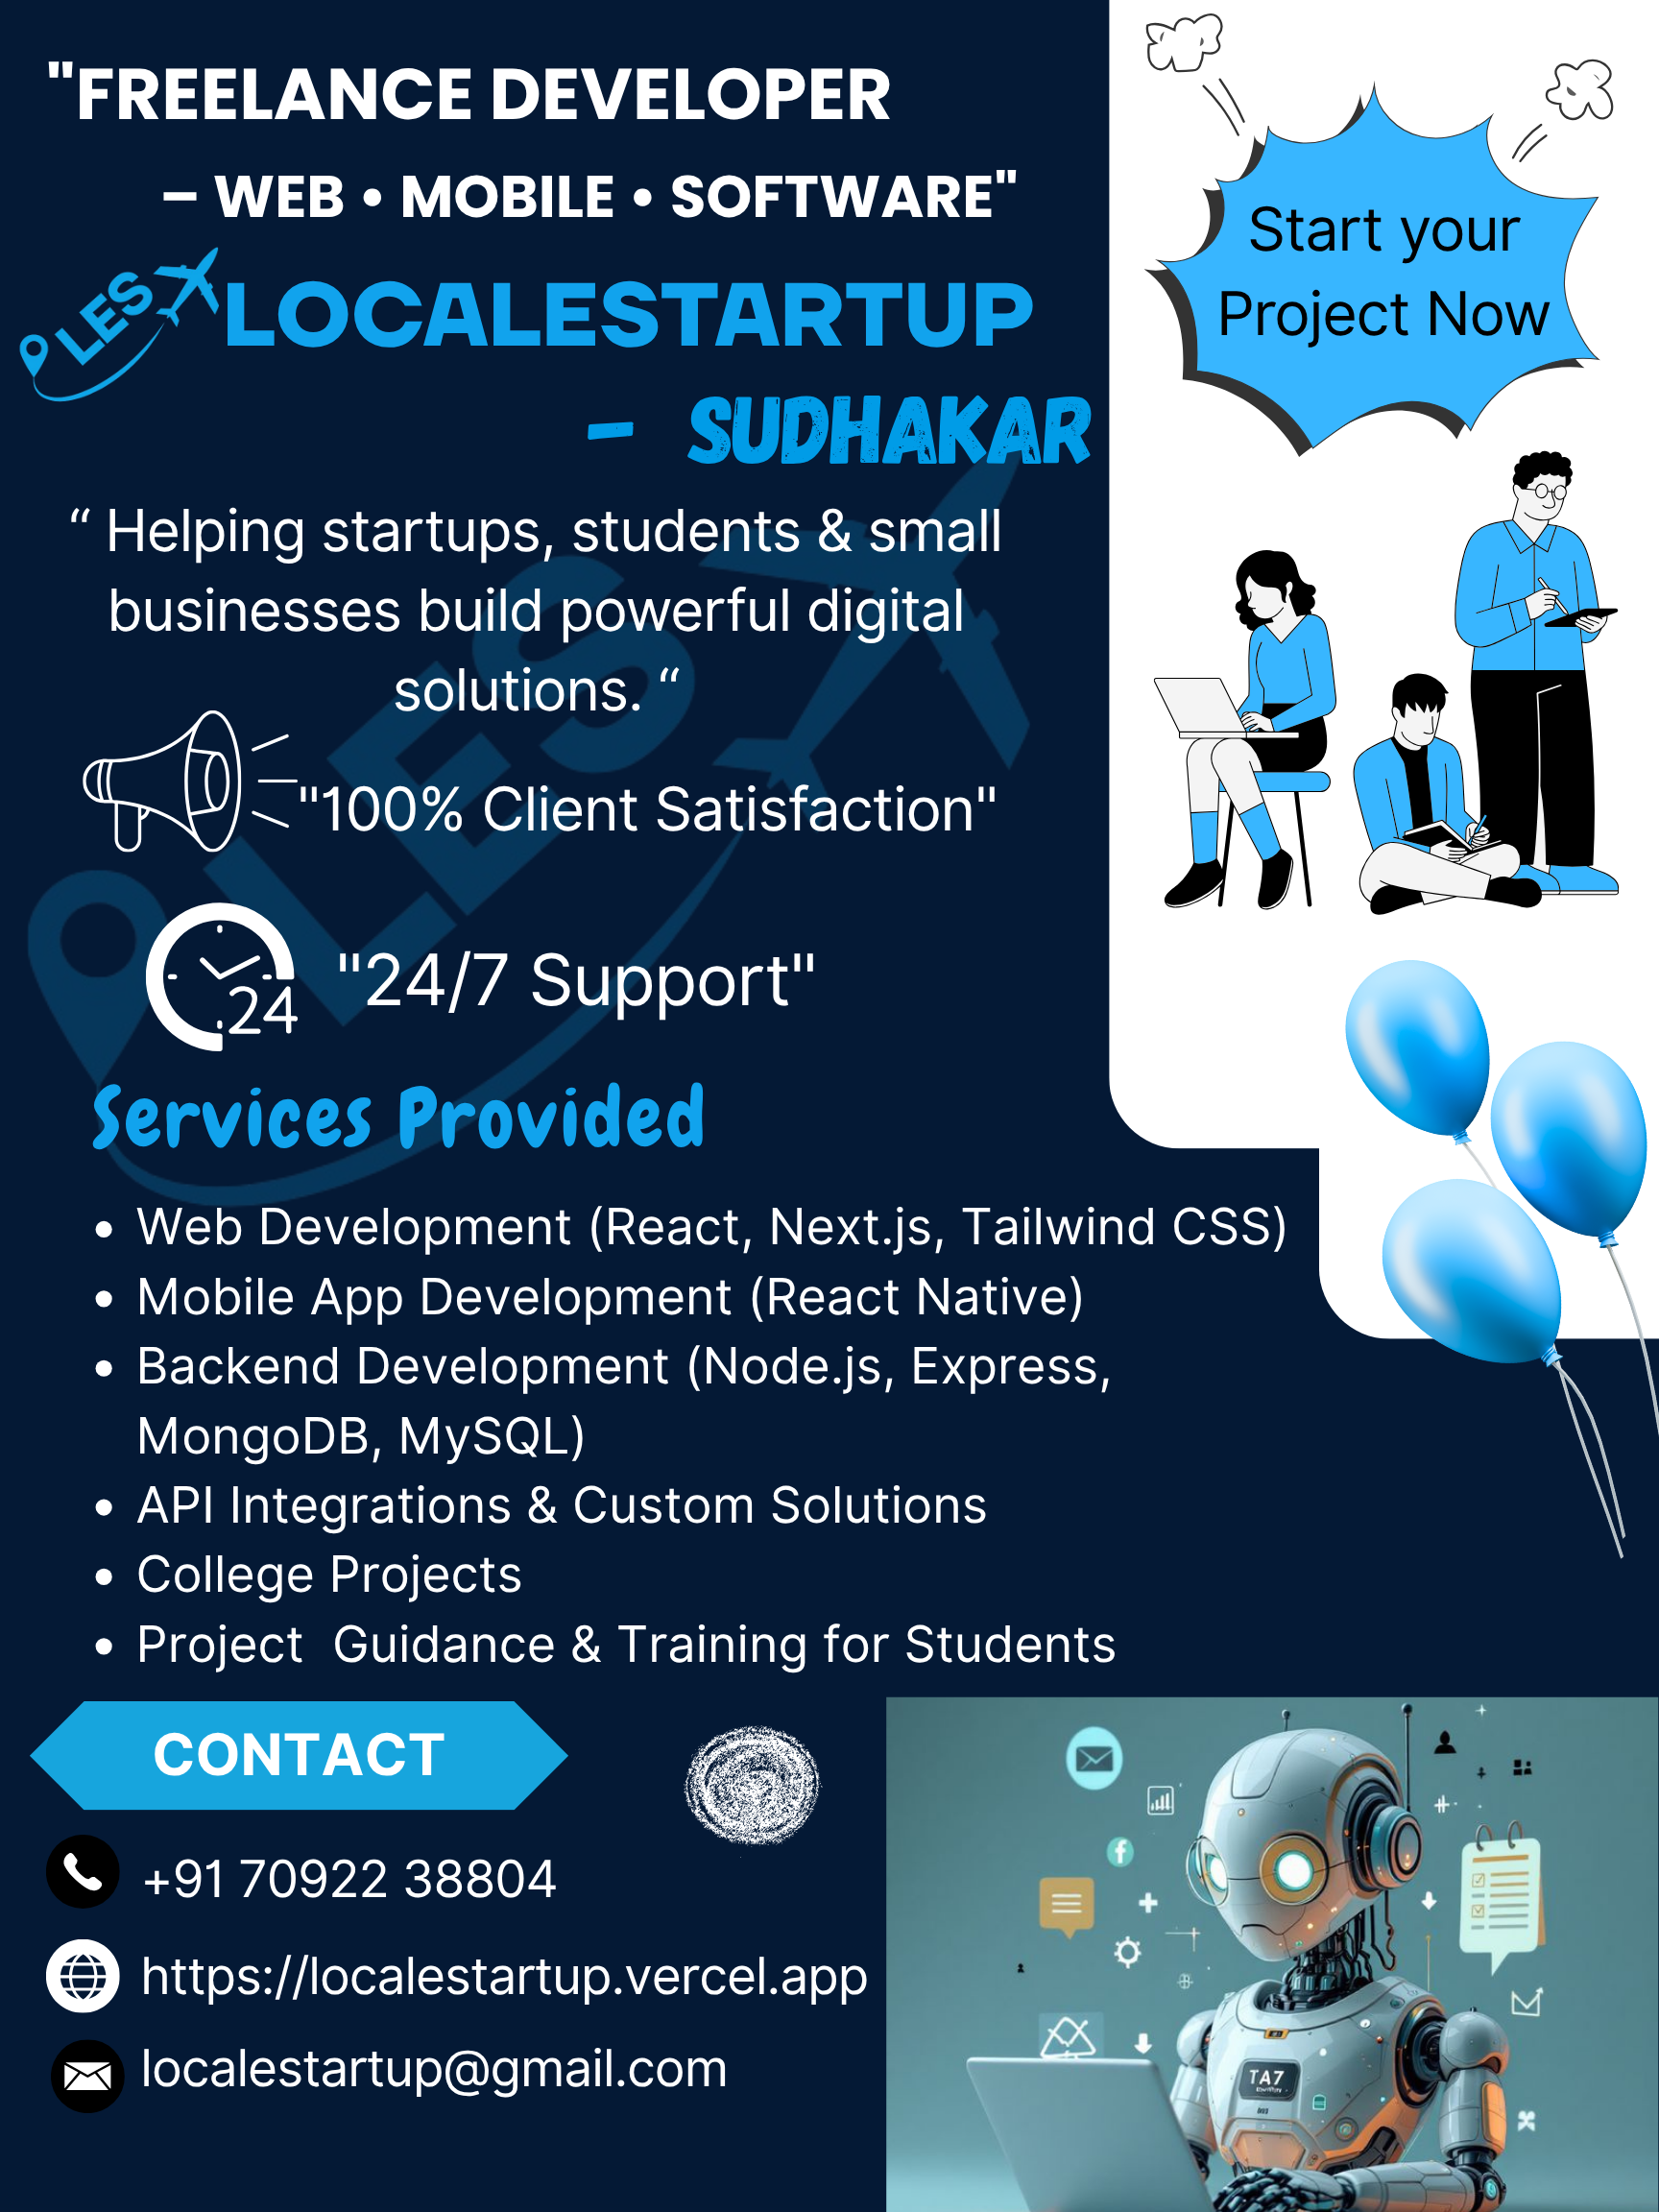 "FREELANCE DEVELOPER
– WEB • MOBILE • SOFTWARE"
LES
LOCALESTARTUP
- SUDHAKAR
“ Helping startups, students & small
businesses build powerful digital
solutions. “
"100% Client Satisfaction"
24
"24/7 Support"
Services Provided
• Web Development (React, Next.js, Tailwind CSS)
• Mobile App Development (React Native)
• Backend Development (Node.js, Express,
MongoDB, MySQL)
• API Integrations & Custom Solutions
• College Projects
• Project  Guidance & Training for Students
CONTACT
+91 70922 38804
https://localestartup.vercel.app
localestartup@gmail.com
Start your
Project Now
LES
TA7